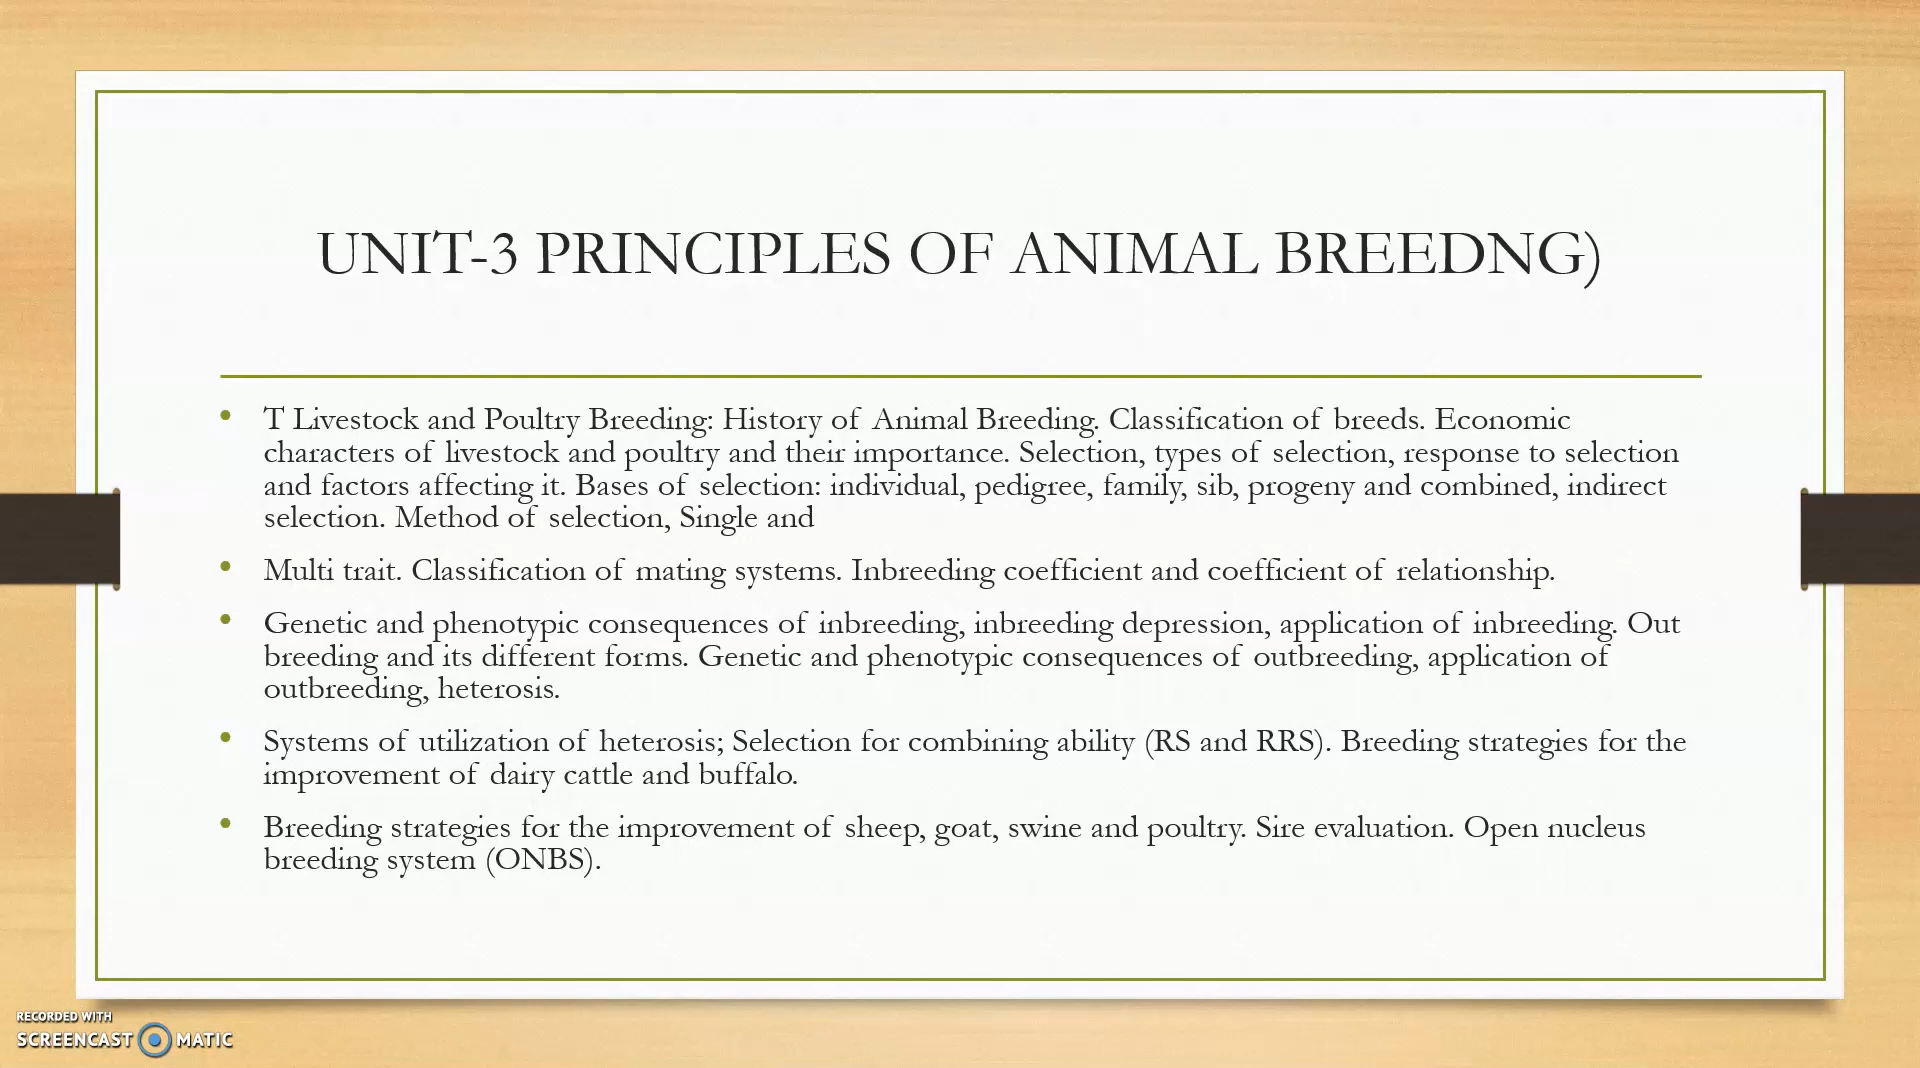 UNIT-3 PRINCIPLES OF ANIMAL BREEDNG)
• T Livestock and Poultry Breeding: History of Animal Breeding. Classification of breeds. Economic
characters of livestock and poultry and their importance. Selection, types of selection, response to selection
and factors affecting it. Bases of selection: individual, pedigree, family, sib, progeny and combined, indirect
selection. Method of selection, Single and
• Multi trait. Classification of mating systems. Inbreeding coefficient and coefficient of relationship.
• Genetic and phenotypic consequences of inbreeding, inbreeding depression, application of inbreeding. Out
breeding and its different forms. Genetic and phenotypic consequences of outbreeding, application of
outbreeding, heterosis.
• Systems of utilization of heterosis; Selection for combining ability (RS and RRS). Breeding strategies for the
improvement of dairy cattle and buffalo.
• Breeding strategies for the improvement of sheep, goat, swine and poultry. Sire evaluation. Open nucleus
breeding system (ONBS).
RECORDED WITH
SCREENCAST MATIC